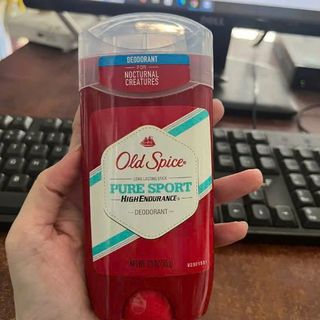 DEODORANT
FOR
NOCTURNAL
CREATURES
Old Spice
LONG LASTING STICK
PURE SPORT
HIGH ENDURANCE
DEODORANT